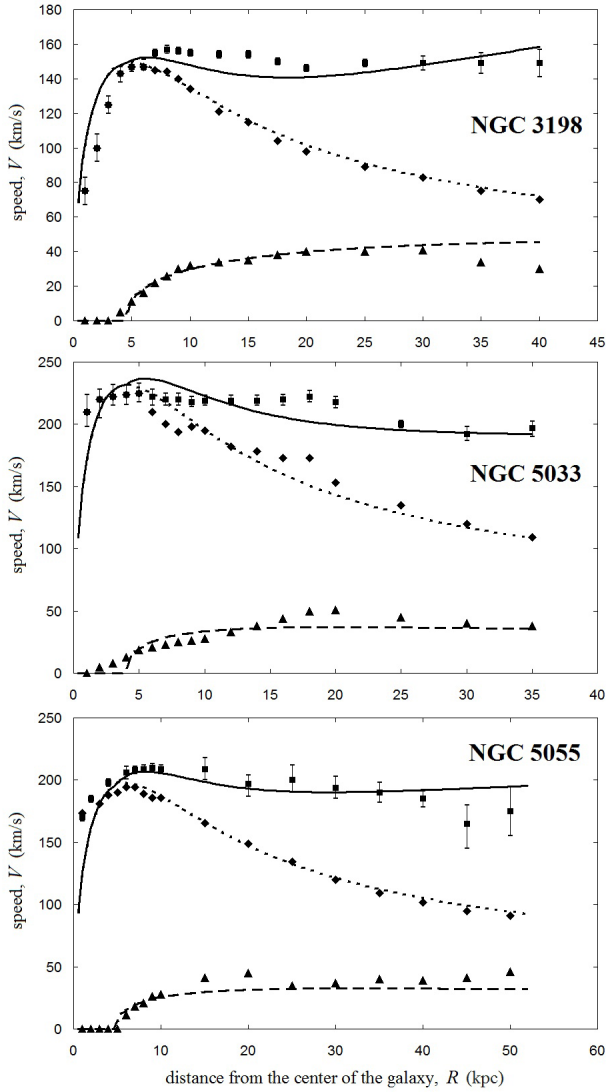 180
160
140
120
100
80
60
40
20
0
speed, V (km/s)
NGC 3198
0 5 10 15 20 25 30 35 40 45
250
200
150
100
50
0
speed, V (km/s)
NGC 5033
0 5 10 15 20 25 30 35 40
250
200
150
100
50
0
speed, V (km/s)
NGC 5055
0 10 20 30 40 50 60
distance from the center of the galaxy, R (kpc)